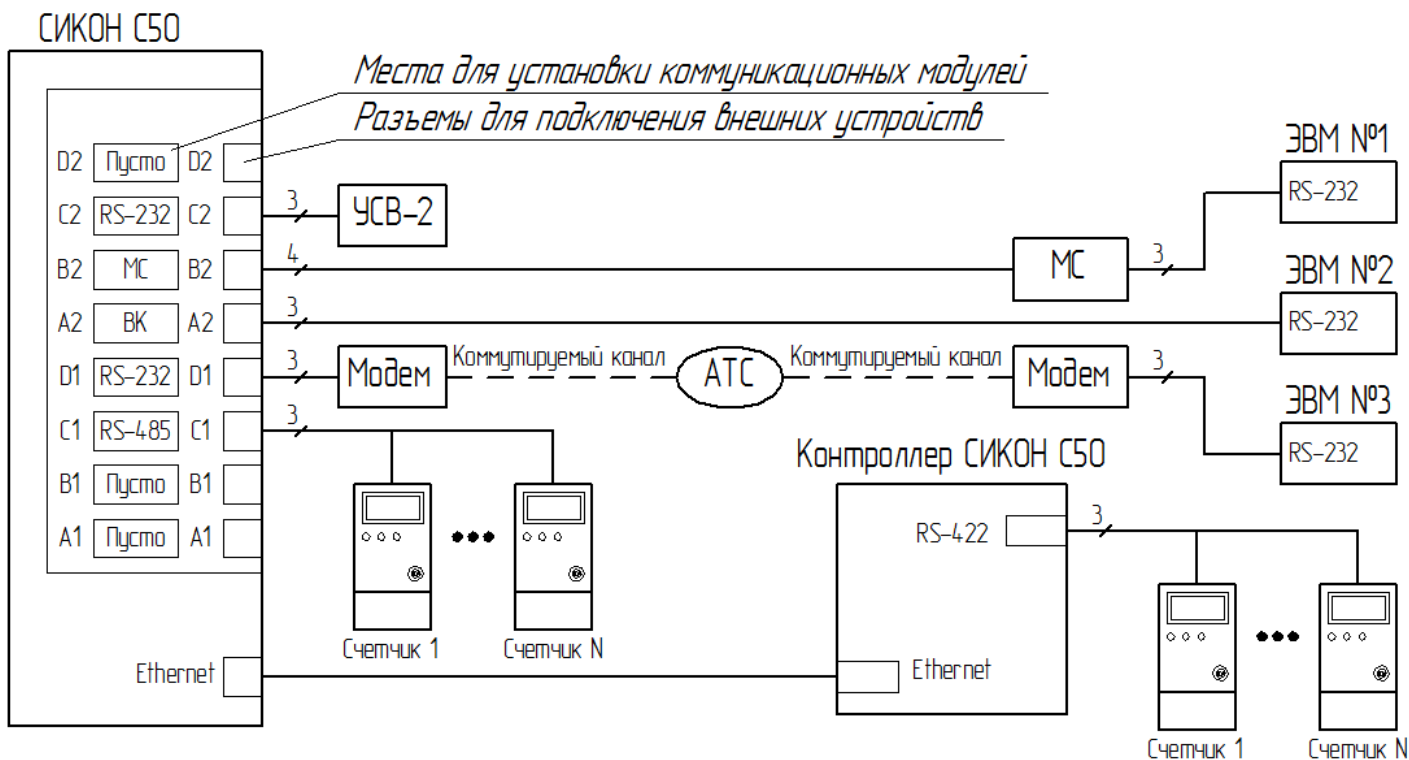 СИКОН С50
Места для установки коммуникационных модулей
Разъемы для подключения внешних устройств
D2 Пусто D2
C2 RS-232 C2
3
УСВ-2
B2 МС B2
4
МС
3
ЭВМ №1
RS-232
A2 ВК A2
3
ЭВМ №2
RS-232
D1 RS-232 D1
3
Модем
Коммутируемый канал
АТС
Коммутируемый канал
Модем
3
ЭВМ №3
RS-232
C1 RS-485 C1
3
B1 Пусто B1
A1 Пусто A1
Счетчик 1
Счетчик N
Ethernet
Контроллер СИКОН С50
RS-422
3
Ethernet
Счетчик 1
Счетчик N